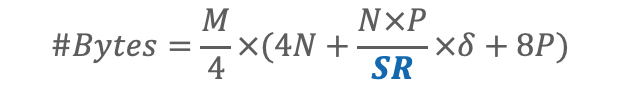 #Bytes = M/4 × (4N + N×P/SR × δ + 8P)